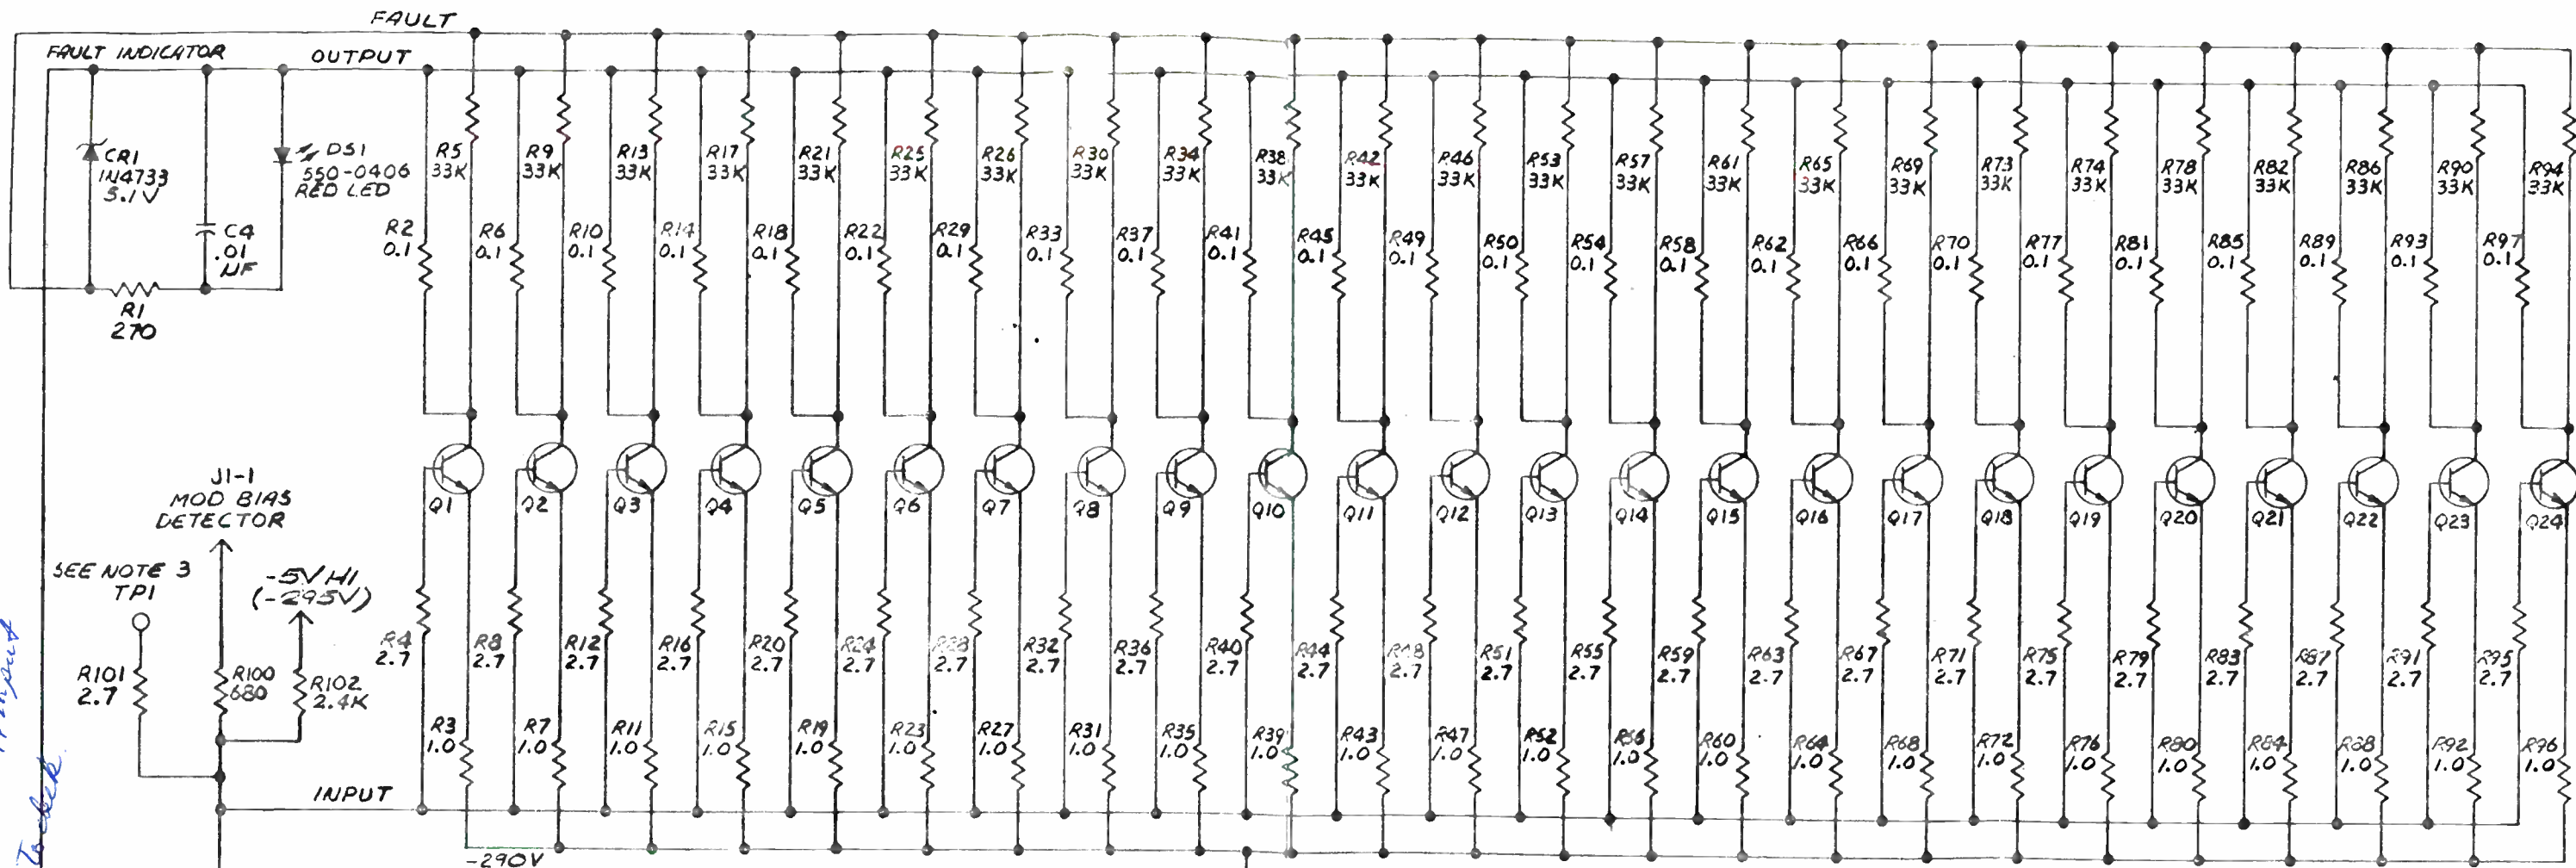 FAULT
FAULT INDICATOR
OUTPUT
CR1
1N4733
5.1V
C4
.01
µF
DS1
550-0406
RED LED
R1
270
R5 R9 R13 R17 R21 R25 R26 R30 R34 R38 R42 R46 R53 R57 R61 R65 R69 R73 R74 R78 R82 R86 R90 R94
33K 33K 33K 33K 33K 33K 33K 33K 33K 33K 33K 33K 33K 33K 33K 33K 33K 33K 33K 33K 33K 33K 33K 33K
R2 R6 R10 R14 R18 R22 R29 R33 R37 R41 R45 R49 R50 R54 R58 R62 R66 R70 R77 R81 R85 R89 R93 R97
0.1 0.1 0.1 0.1 0.1 0.1 0.1 0.1 0.1 0.1 0.1 0.1 0.1 0.1 0.1 0.1 0.1 0.1 0.1 0.1 0.1 0.1 0.1 0.1
Q1 Q2 Q3 Q4 Q5 Q6 Q7 Q8 Q9 Q10 Q11 Q12 Q13 Q14 Q15 Q16 Q17 Q18 Q19 Q20 Q21 Q22 Q23 Q24
J1-1
MOD BIAS
DETECTOR
SEE NOTE 3
TP1
-5V HI
(-295V)
R101
2.7
R100
680
R102
2.4K
R4 R8 R12 R16 R20 R24 R28 R32 R36 R40 R44 R48 R51 R55 R59 R63 R67 R71 R75 R79 R83 R87 R91 R95
2.7 2.7 2.7 2.7 2.7 2.7 2.7 2.7 2.7 2.7 2.7 2.7 2.7 2.7 2.7 2.7 2.7 2.7 2.7 2.7 2.7 2.7 2.7 2.7
R3 R7 R11 R15 R19 R23 R27 R31 R35 R39 R43 R47 R52 R56 R60 R64 R68 R72 R76 R80 R84 R88 R92 R96
1.0 1.0 1.0 1.0 1.0 1.0 1.0 1.0 1.0 1.0 1.0 1.0 1.0 1.0 1.0 1.0 1.0 1.0 1.0 1.0 1.0 1.0 1.0 1.0
INPUT
-290V
input
To check